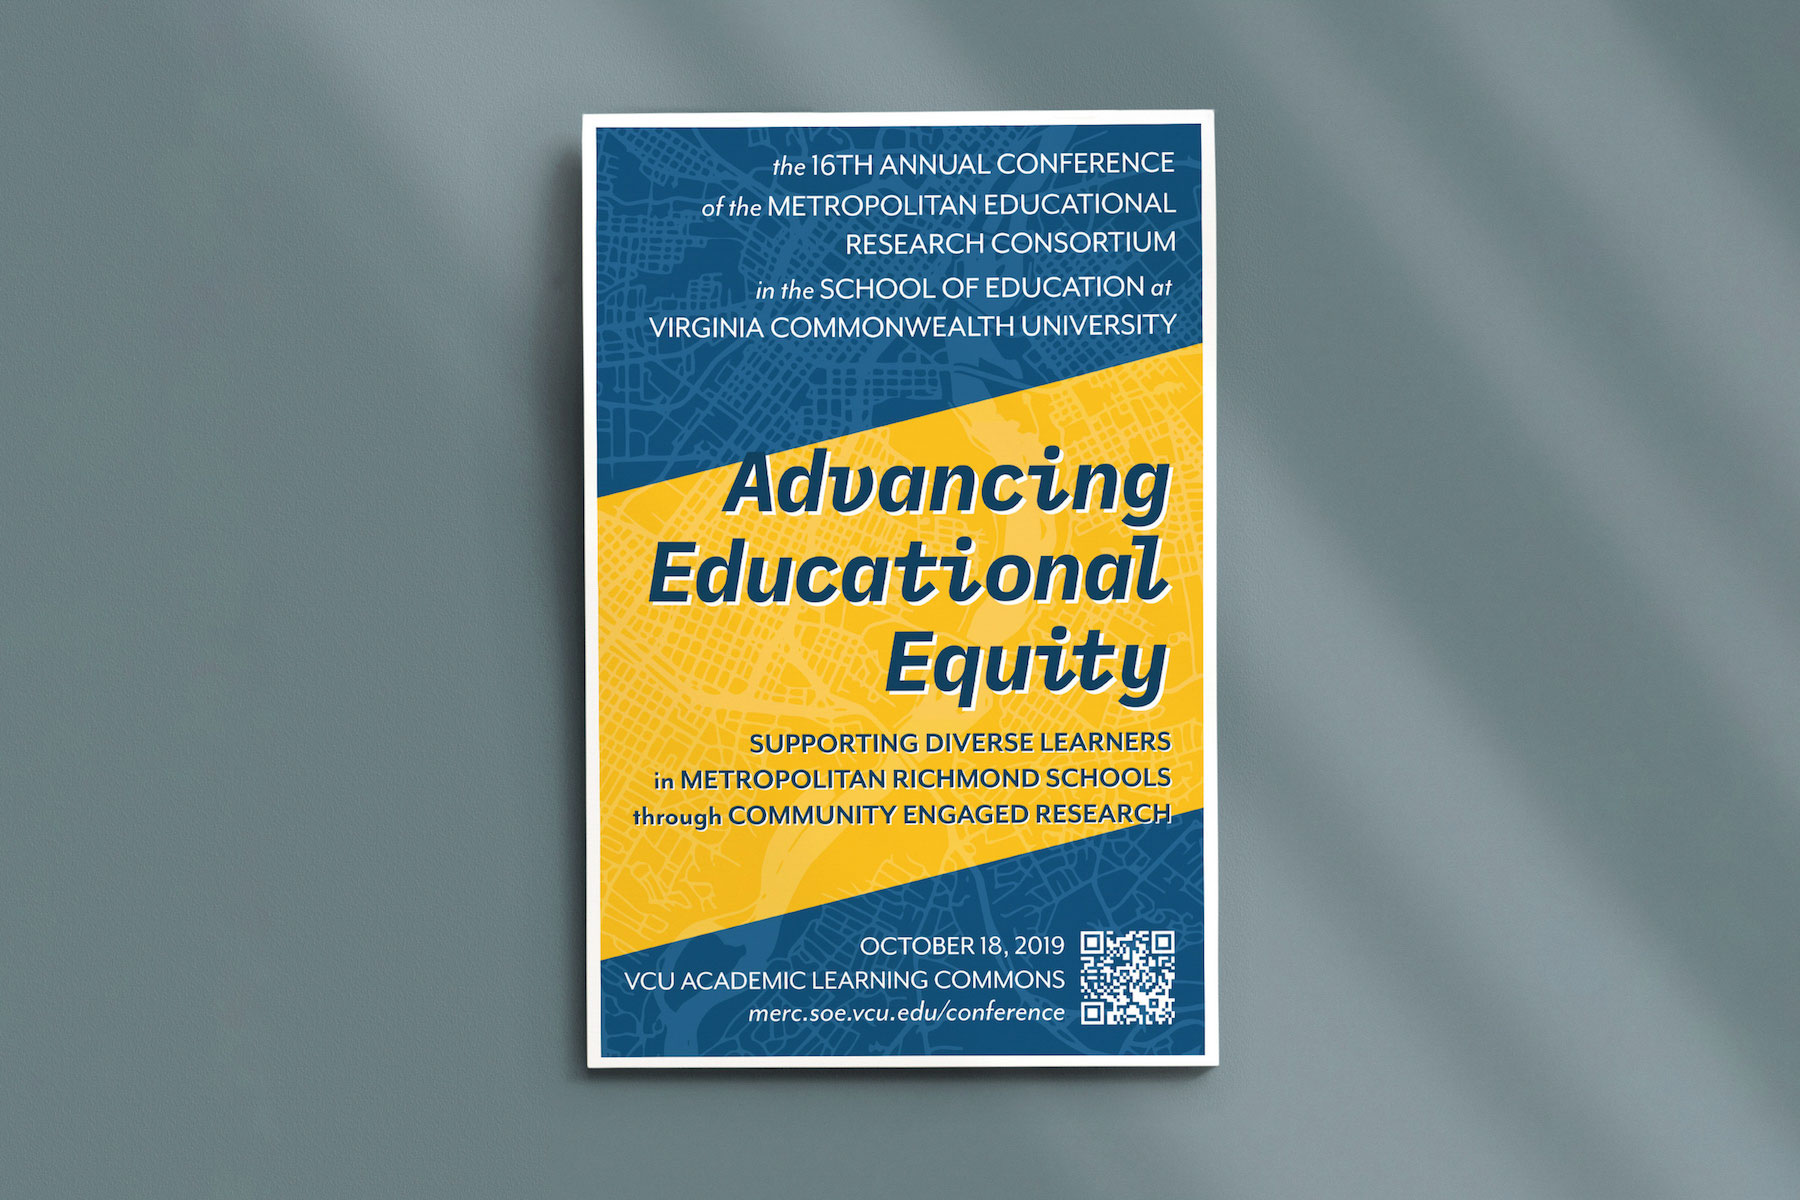 the 16TH ANNUAL CONFERENCE
of the METROPOLITAN EDUCATIONAL
RESEARCH CONSORTIUM
in the SCHOOL OF EDUCATION at
VIRGINIA COMMONWEALTH UNIVERSITY
Advancing
Educational
Equity
SUPPORTING DIVERSE LEARNERS
in METROPOLITAN RICHMOND SCHOOLS
through COMMUNITY ENGAGED RESEARCH
OCTOBER 18, 2019
VCU ACADEMIC LEARNING COMMONS
merc.soe.vcu.edu/conference